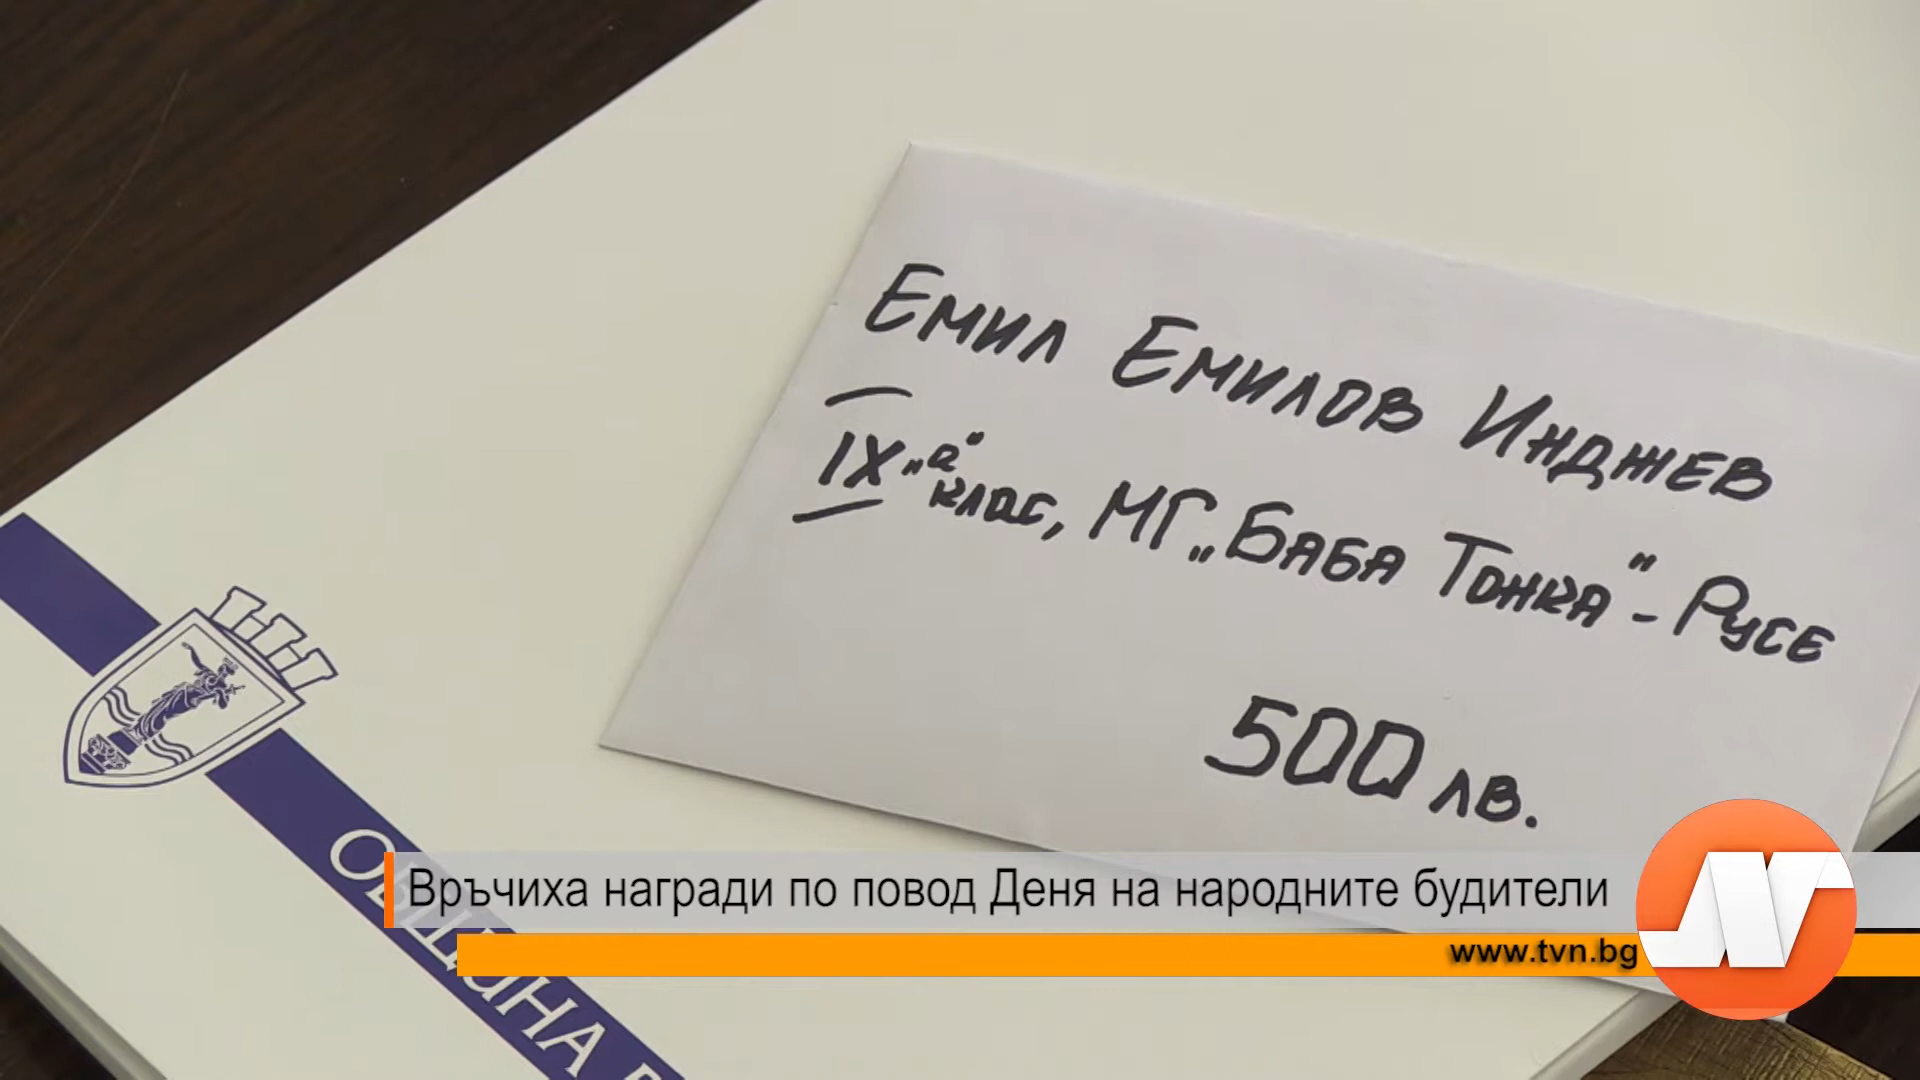 Емил Емилов Инджев
IX „а“ клас, МГ „Баба Тонка“ - Русе
500 лв.
ОБЩИНА
Връчиха награди по повод Деня на народните будители
www.tvn.bg